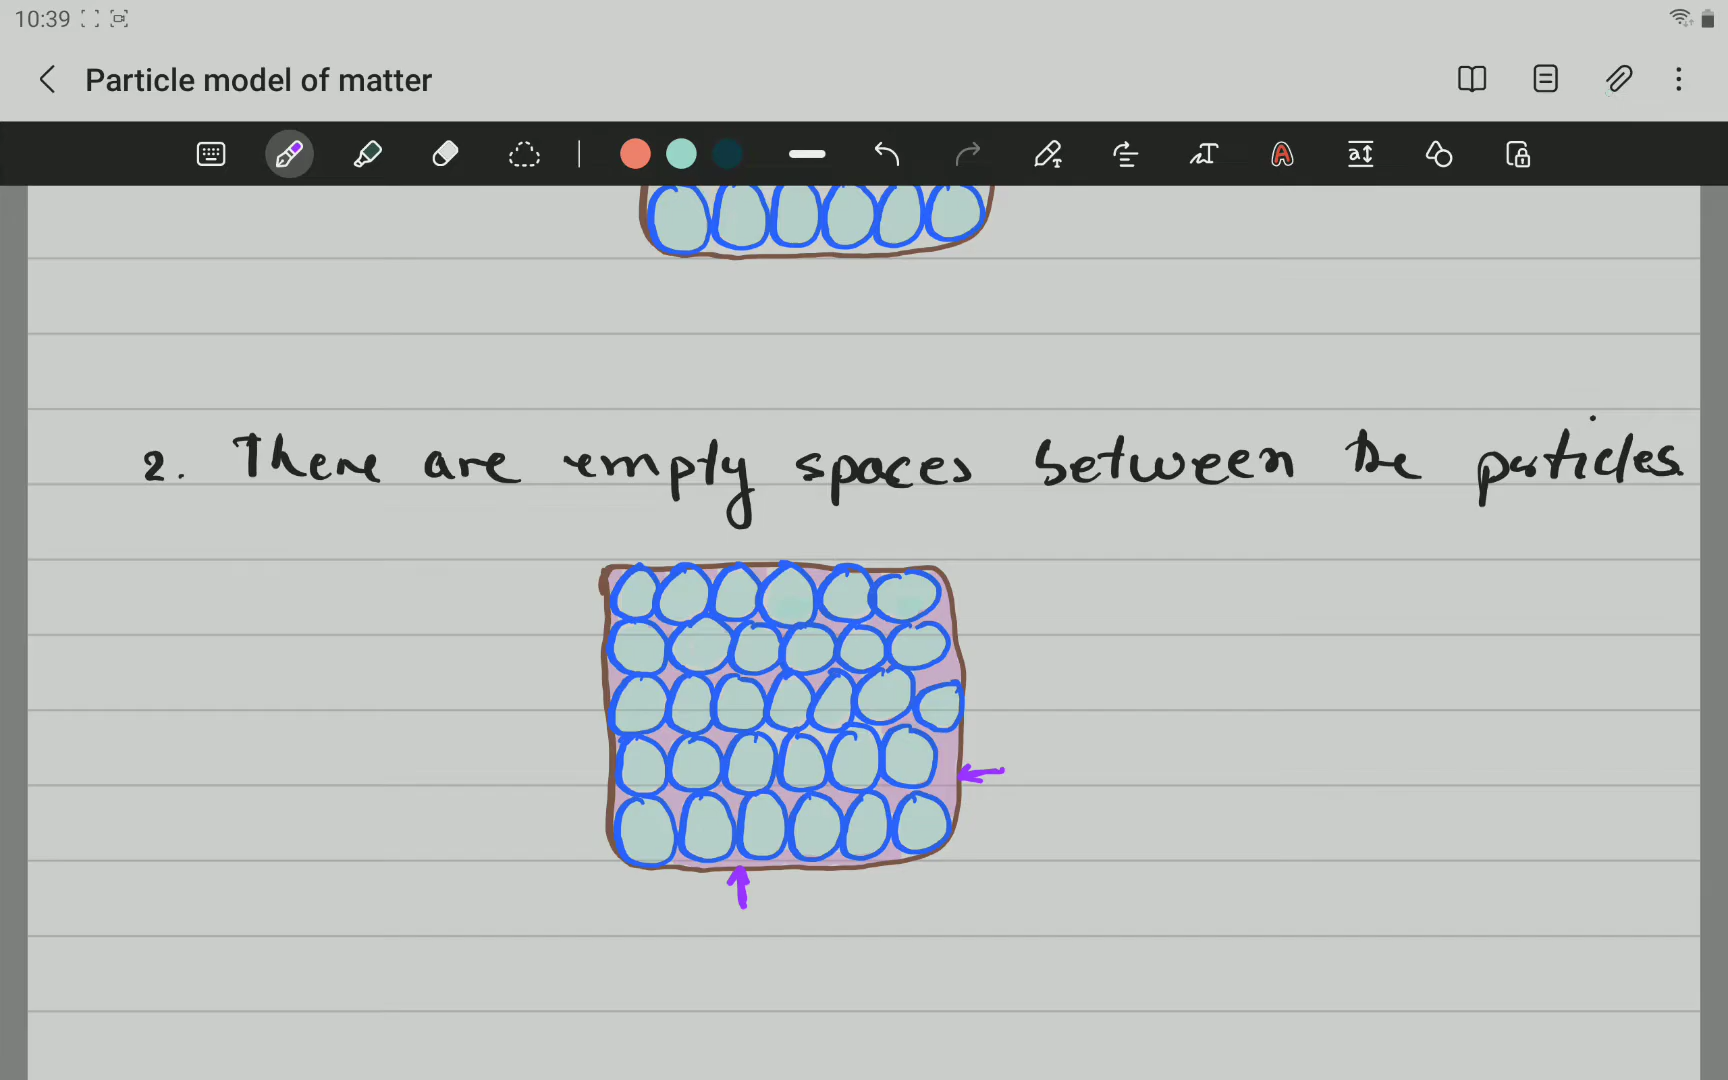 10:39
Particle model of matter
2. There are empty spaces between the particles